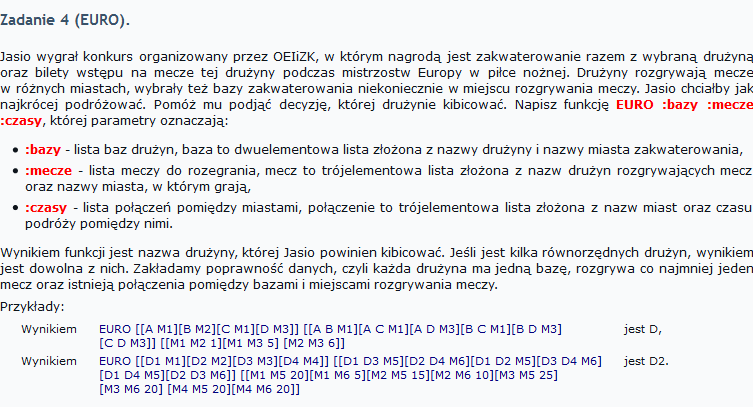 Zadanie 4 (EURO).
Jasio wygrał konkurs organizowany przez OEIiZK, w którym nagrodą jest zakwaterowanie razem z wybraną drużyną
oraz bilety wstępu na mecze tej drużyny podczas mistrzostw Europy w piłce nożnej. Drużyny rozgrywają mecze
w różnych miastach, wybrały też bazy zakwaterowania niekoniecznie w miejscu rozgrywania meczy. Jasio chciałby jak
najkrócej podróżować. Pomóż mu podjąć decyzję, której drużynie kibicować. Napisz funkcję EURO :bazy :mecze
:czasy, której parametry oznaczają:
• :bazy - lista baz drużyn, baza to dwuelementowa lista złożona z nazwy drużyny i nazwy miasta zakwaterowania,
• :mecze - lista meczy do rozegrania, mecz to trójelementowa lista złożona z nazw drużyn rozgrywających mecz
oraz nazwy miasta, w którym grają,
• :czasy - lista połączeń pomiędzy miastami, połączenie to trójelementowa lista złożona z nazw miast oraz czasu
podróży pomiędzy nimi.
Wynikiem funkcji jest nazwa drużyny, której Jasio powinien kibicować. Jeśli jest kilka równorzędnych drużyn, wynikiem
jest dowolna z nich. Zakładamy poprawność danych, czyli każda drużyna ma jedną bazę, rozgrywa co najmniej jeden
mecz oraz istnieją połączenia pomiędzy bazami i miejscami rozgrywania meczy.
Przykłady:
Wynikiem EURO [[A M1][B M2][C M1][D M3]] [[A B M1][A C M1][A D M3][B C M1][B D M3] jest D,
[C D M3]] [[M1 M2 1][M1 M3 5] [M2 M3 6]]
Wynikiem EURO [[D1 M1][D2 M2][D3 M3][D4 M4]] [[D1 D3 M5][D2 D4 M6][D1 D2 M5][D3 D4 M6] jest D2.
[D1 D4 M5][D2 D3 M6]] [[M1 M5 20][M1 M6 5][M2 M5 15][M2 M6 10][M3 M5 25]
[M3 M6 20] [M4 M5 20][M4 M6 20]]